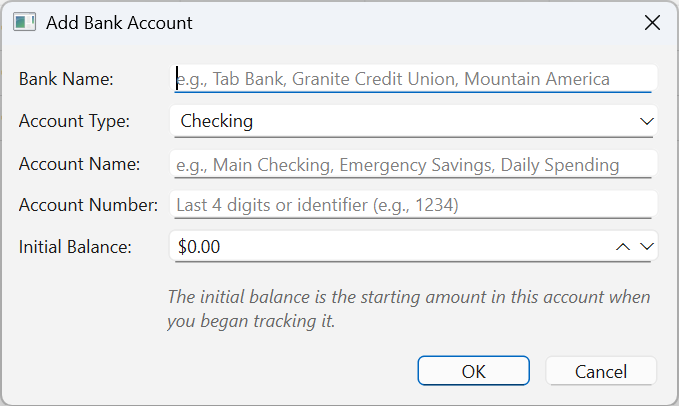 Add Bank Account
Bank Name: e.g., Tab Bank, Granite Credit Union, Mountain America
Account Type: Checking
Account Name: e.g., Main Checking, Emergency Savings, Daily Spending
Account Number: Last 4 digits or identifier (e.g., 1234)
Initial Balance: $0.00
The initial balance is the starting amount in this account when
you began tracking it.
OK Cancel